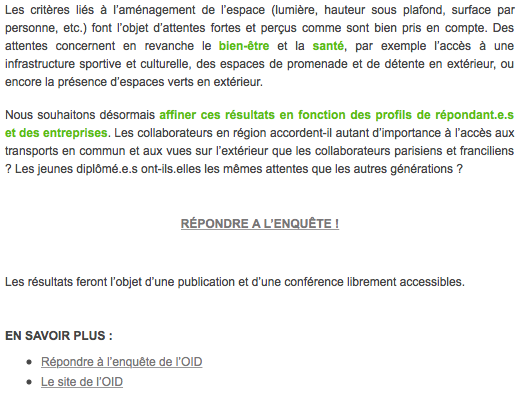 Les critères liés à l'aménagement de l'espace (lumière, hauteur sous plafond, surface par
personne, etc.) font l'objet d'attentes fortes et perçus comme sont bien pris en compte. Des
attentes concernent en revanche le bien-être et la santé, par exemple l'accès à une
infrastructure sportive et culturelle, des espaces de promenade et de détente en extérieur, ou
encore la présence d'espaces verts en extérieur.
Nous souhaitons désormais affiner ces résultats en fonction des profils de répondant.e.s
et des entreprises. Les collaborateurs en région accordent-il autant d'importance à l'accès aux
transports en commun et aux vues sur l'extérieur que les collaborateurs parisiens et franciliens
? Les jeunes diplômé.e.s ont-ils.elles les mêmes attentes que les autres générations ?
RÉPONDRE A L'ENQUÊTE !
Les résultats feront l'objet d'une publication et d'une conférence librement accessibles.
EN SAVOIR PLUS :
• Répondre à l'enquête de l'OID
• Le site de l'OID